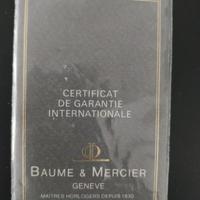 CERTIFICAT
DE GARANTIE
INTERNATIONALE
BAUME & MERCIER
GENEVE
MAITRES HORLOGERS DEPUIS 1830